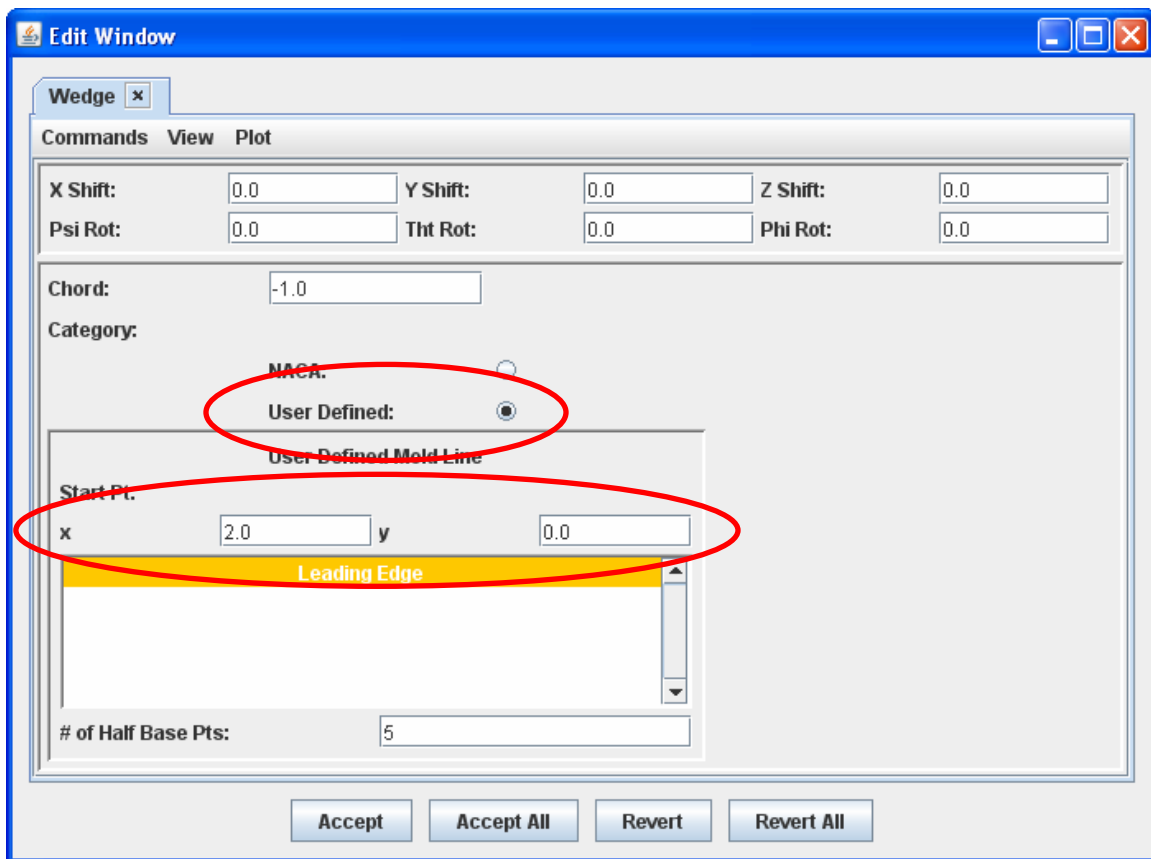 Edit Window
Wedge
Commands View Plot
X Shift: 0.0 Y Shift: 0.0 Z Shift: 0.0
Psi Rot: 0.0 Tht Rot: 0.0 Phi Rot: 0.0
Chord: -1.0
Category:
NACA:
User Defined:
User Defined Mold Line
Start Pt.
x 2.0 y 0.0
Leading Edge
# of Half Base Pts: 5
Accept Accept All Revert Revert All